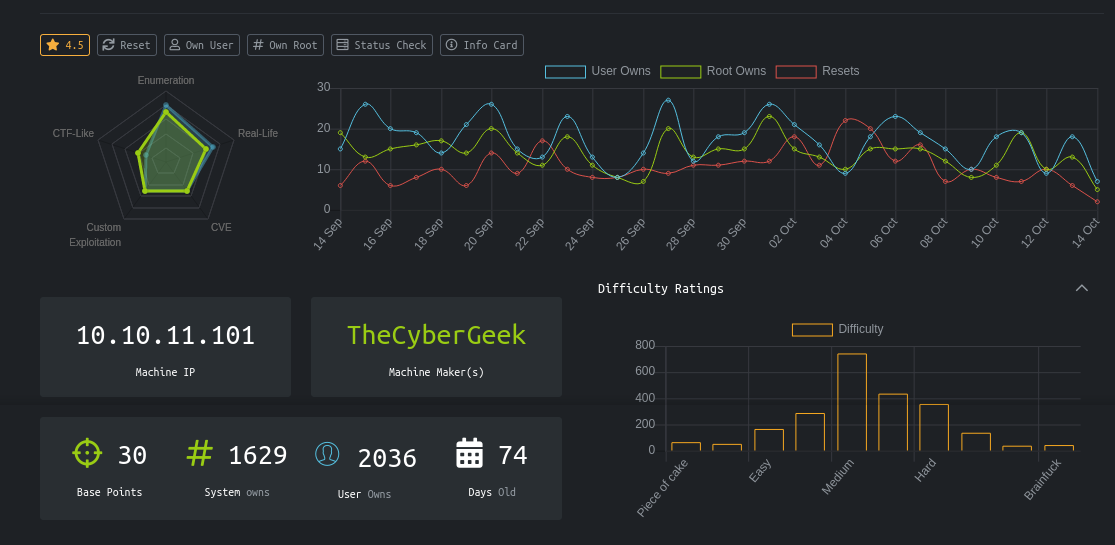 4.5 Reset Own User Own Root Status Check Info Card
User Owns Root Owns Resets
Enumeration
CTF-Like
Real-Life
Custom
Exploitation
CVE
30
20
10
0
14 Sep 16 Sep 18 Sep 20 Sep 22 Sep 24 Sep 26 Sep 28 Sep 30 Sep 02 Oct 04 Oct 06 Oct 08 Oct 10 Oct 12 Oct 14 Oct
10.10.11.101
Machine IP
TheCyberGeek
Machine Maker(s)
30
Base Points
1629
System owns
2036
User Owns
74
Days Old
Difficulty Ratings
Difficulty
800
600
400
200
0
Piece of cake Easy Medium Hard Brainfuck